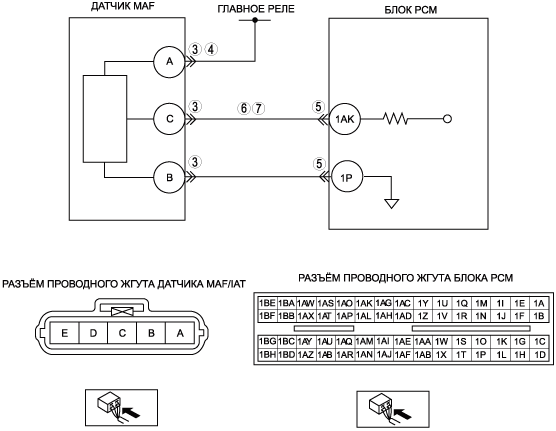 ДАТЧИК MAF
ГЛАВНОЕ РЕЛЕ
БЛОК PCM
A
3 4
C
3
6 7
5
1AK
B
3
5
1P
РАЗЪЁМ ПРОВОДНОГО ЖГУТА ДАТЧИКА MAF/IAT
E D C B A
РАЗЪЁМ ПРОВОДНОГО ЖГУТА БЛОКА PCM
1BE 1BA 1AW 1AS 1AO 1AK 1AG 1AC 1Y 1U 1Q 1M 1I 1E 1A
1BF 1BB 1AX 1AT 1AP 1AL 1AH 1AD 1Z 1V 1R 1N 1J 1F 1B
1BG 1BC 1AY 1AU 1AQ 1AM 1AI 1AE 1AA 1W 1S 1O 1K 1G 1C
1BH 1BD 1AZ 1AB 1AR 1AN 1AJ 1AF 1AB 1X 1T 1P 1L 1H 1D